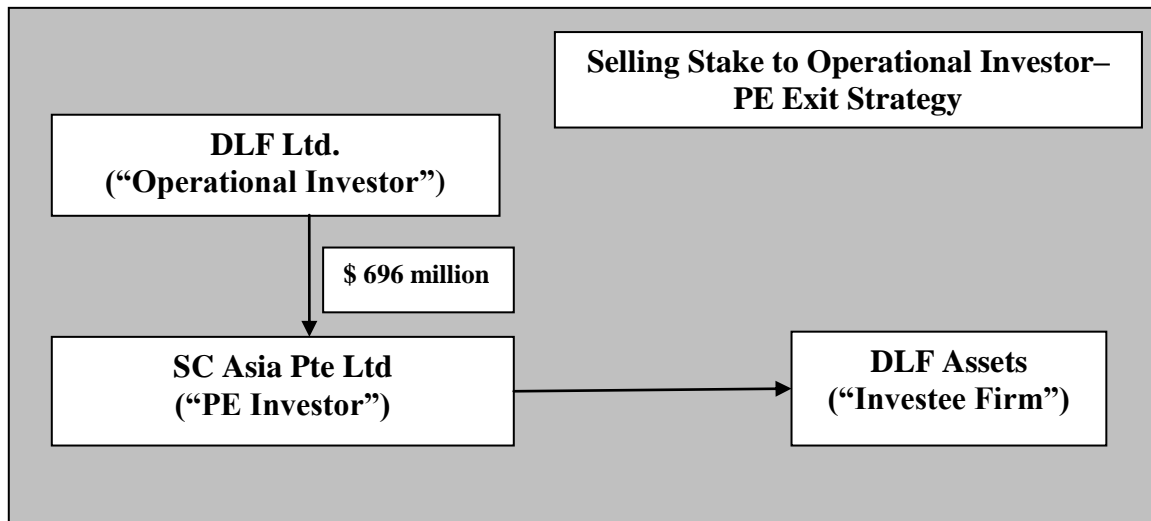 Selling Stake to Operational Investor–
PE Exit Strategy
DLF Ltd.
(“Operational Investor”)
$ 696 million
SC Asia Pte Ltd
(“PE Investor”)
DLF Assets
(“Investee Firm”)